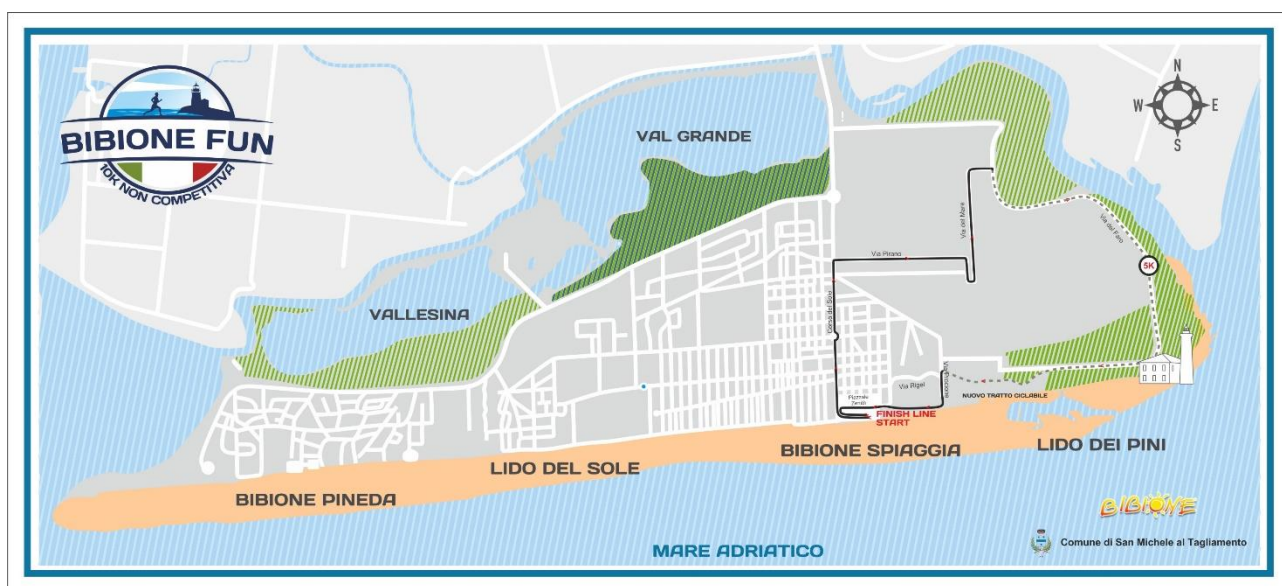 BIBIONE FUN
10K NON COMPETITIVA
N
W E
S
VAL GRANDE
VALLESINA
Via Pirano
Via del Mare
Via del Faro
5K
Corso del Sole
Via Rigel
Piazzale
Zenith
NUOVO TRATTO CICLABILE
FINISH LINE
START
BIBIONE SPIAGGIA
LIDO DEI PINI
LIDO DEL SOLE
BIBIONE PINEDA
BIBIONE
Comune di San Michele al Tagliamento
MARE ADRIATICO